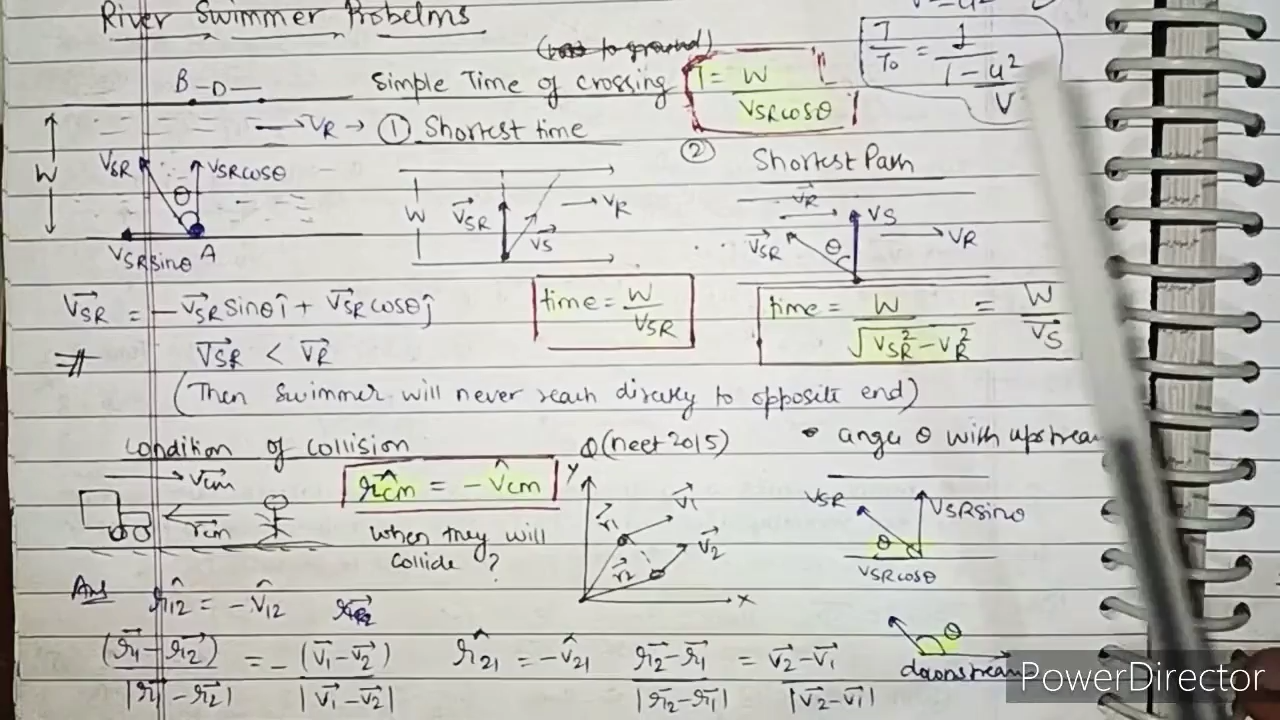 River Swimmer Probelms
T/T₀ = 1/(1 - u²/V
(to ground)
B -D-
Simple Time of crossing T = W/(VSR cosθ)
→ VR → ① Shortest time
② Shortest Path
W
VSR
VSR cosθ
θ
VSR sinθ A
W
VSR
VS
→ VR
VR
VS
VSR
θ
→ VR
VSR = -VSR sinθ î + VSR cosθ ĵ
time = W/VSR
time = W/√(VSR² - VR²) = W/VS
⇒ VSR < VR
(Then Swimmer will never reach directly to opposite end)
Condition of collision
Q (neet 2015)
• angle θ with upstream
Vcm
r̂cm = -V̂cm
rcm
when they will
collide ?
Y
r1
V1
r2
V2
X
VSR
VSR sinθ
θ
VSR cosθ
Ans
r̂12 = -V̂12
(r1 - r2)/|r1 - r2| = - (V1 - V2)/|V1 - V2|
r̂21 = -V̂21
r2 - r1/|r2 - r1| = V2 - V1/|V2 - V1|
θ
downstream
PowerDirector